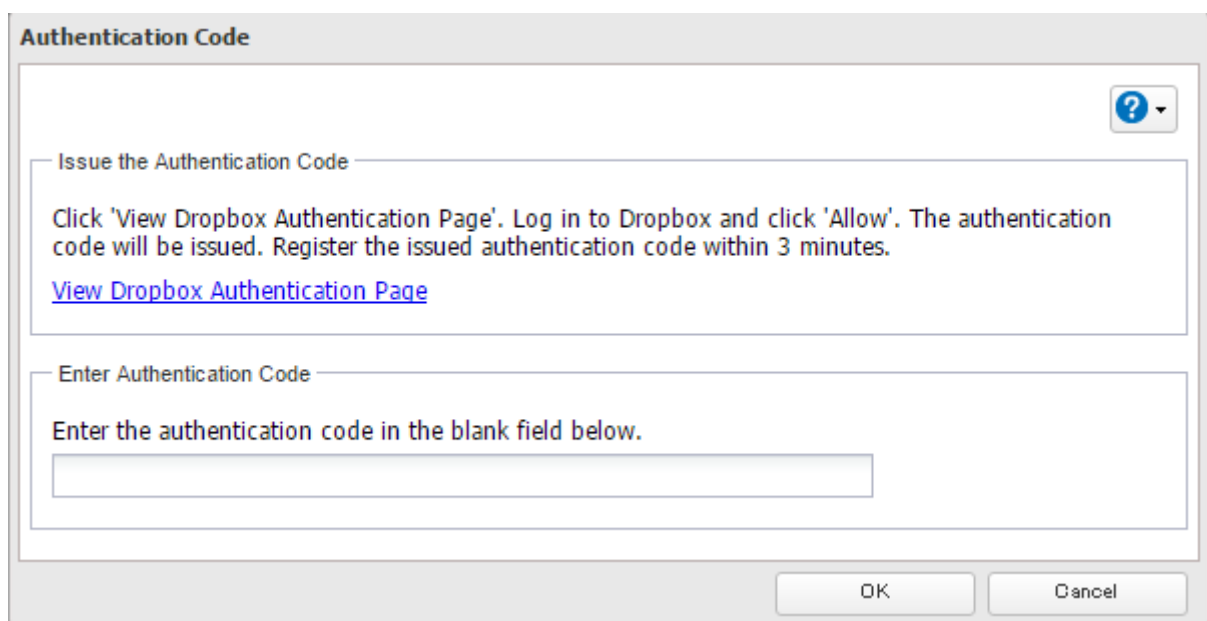 Authentication Code
?
Issue the Authentication Code
Click 'View Dropbox Authentication Page'. Log in to Dropbox and click 'Allow'. The authentication
code will be issued. Register the issued authentication code within 3 minutes.
View Dropbox Authentication Page
Enter Authentication Code
Enter the authentication code in the blank field below.
OK
Cancel